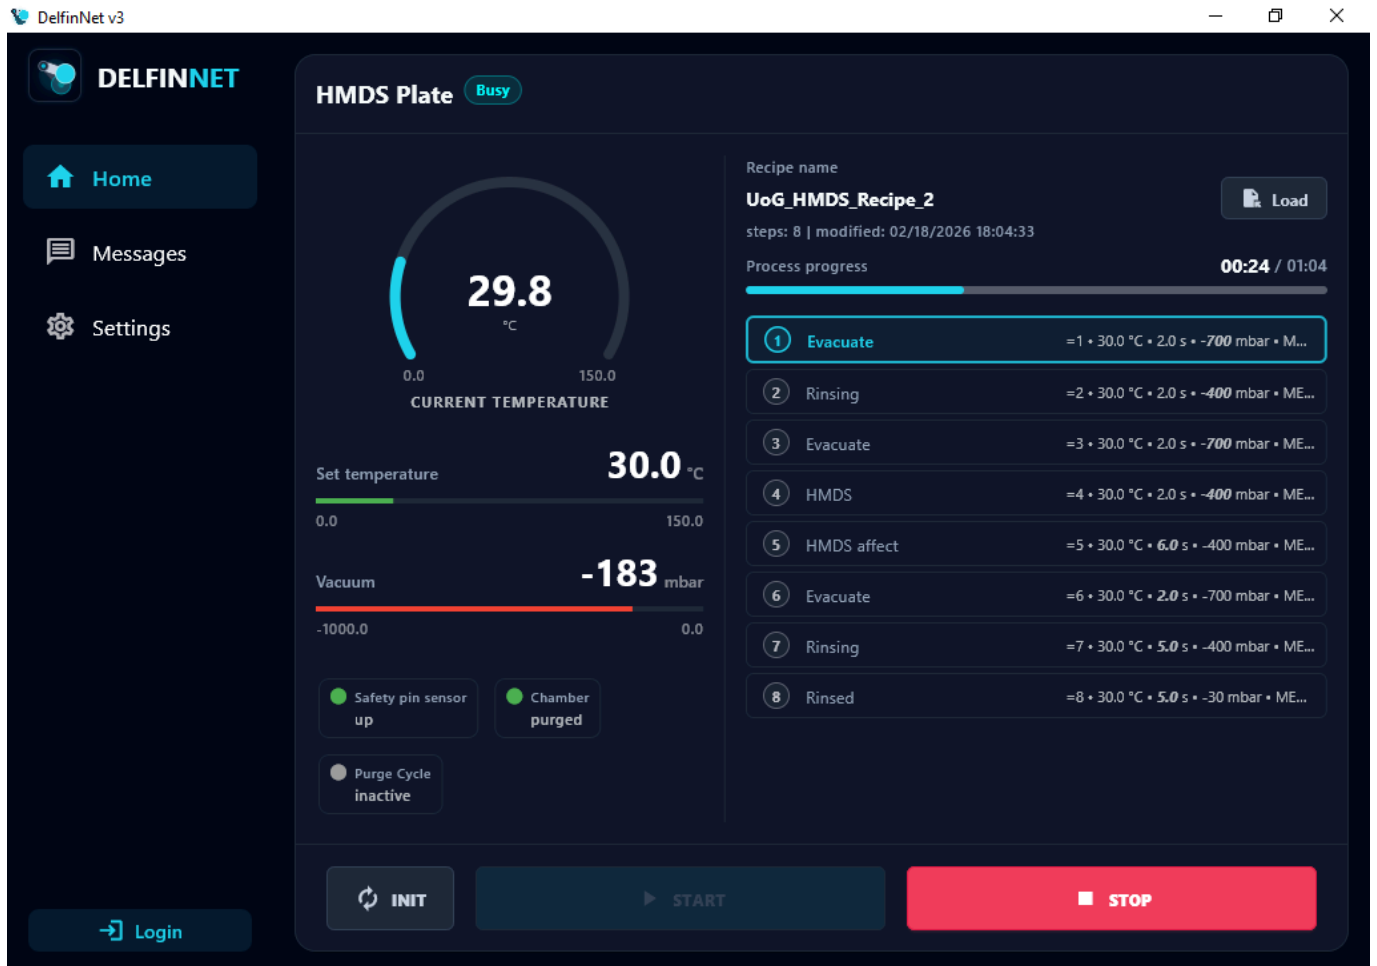 DelfinNet v3
DELFINNET
Home
Messages
Settings
Login
HMDS Plate
Busy
29.8
°C
0.0 150.0
CURRENT TEMPERATURE
Set temperature 30.0 °C
0.0 150.0
Vacuum -183 mbar
-1000.0 0.0
Safety pin sensor
up
Chamber
purged
Purge Cycle
inactive
Recipe name
UoG_HMDS_Recipe_2
Load
steps: 8 | modified: 02/18/2026 18:04:33
Process progress 00:24 / 01:04
1 Evacuate =1 • 30.0 °C • 2.0 s • -700 mbar • M...
2 Rinsing =2 • 30.0 °C • 2.0 s • -400 mbar • ME...
3 Evacuate =3 • 30.0 °C • 2.0 s • -700 mbar • ME...
4 HMDS =4 • 30.0 °C • 2.0 s • -400 mbar • ME...
5 HMDS affect =5 • 30.0 °C • 6.0 s • -400 mbar • ME...
6 Evacuate =6 • 30.0 °C • 2.0 s • -700 mbar • ME...
7 Rinsing =7 • 30.0 °C • 5.0 s • -400 mbar • ME...
8 Rinsed =8 • 30.0 °C • 5.0 s • -30 mbar • ME...
INIT
START
STOP